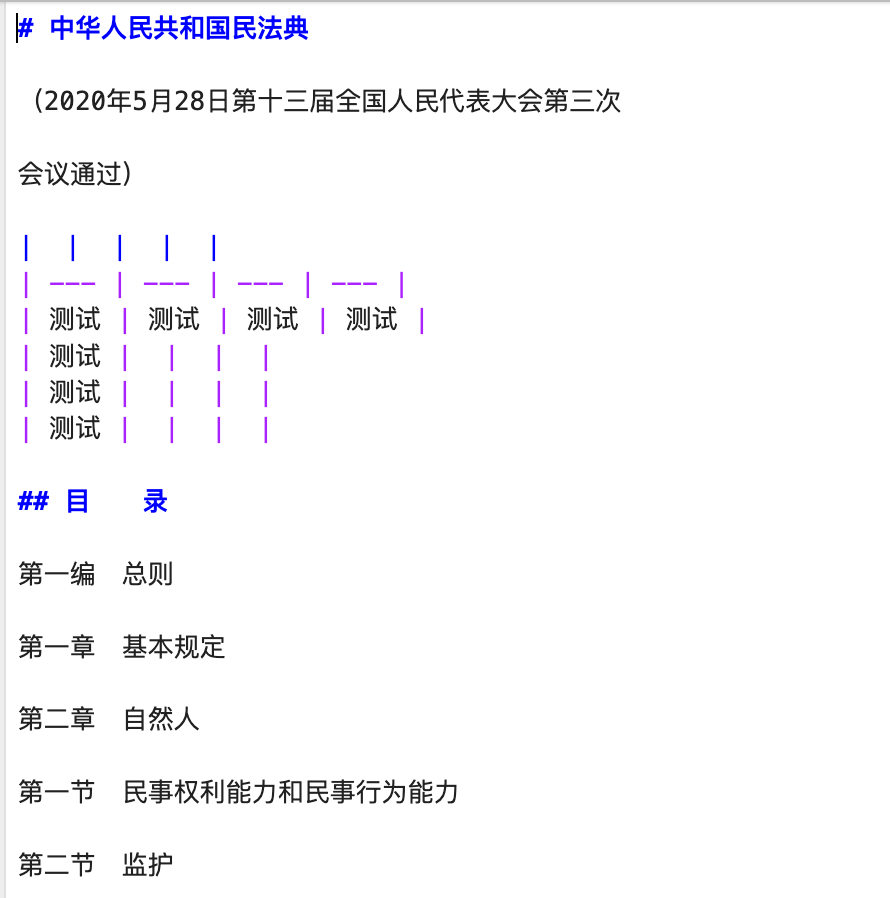 # 中华人民共和国民法典
（2020年5月28日第十三届全国人民代表大会第三次
会议通过）
|  |  |  |  |
| --- | --- | --- | --- |
| 测试 | 测试 | 测试 | 测试 |
| 测试 |  |  |  |
| 测试 |  |  |  |
| 测试 |  |  |  |
## 目　　录
第一编　总则
第一章　基本规定
第二章　自然人
第一节　民事权利能力和民事行为能力
第二节　监护